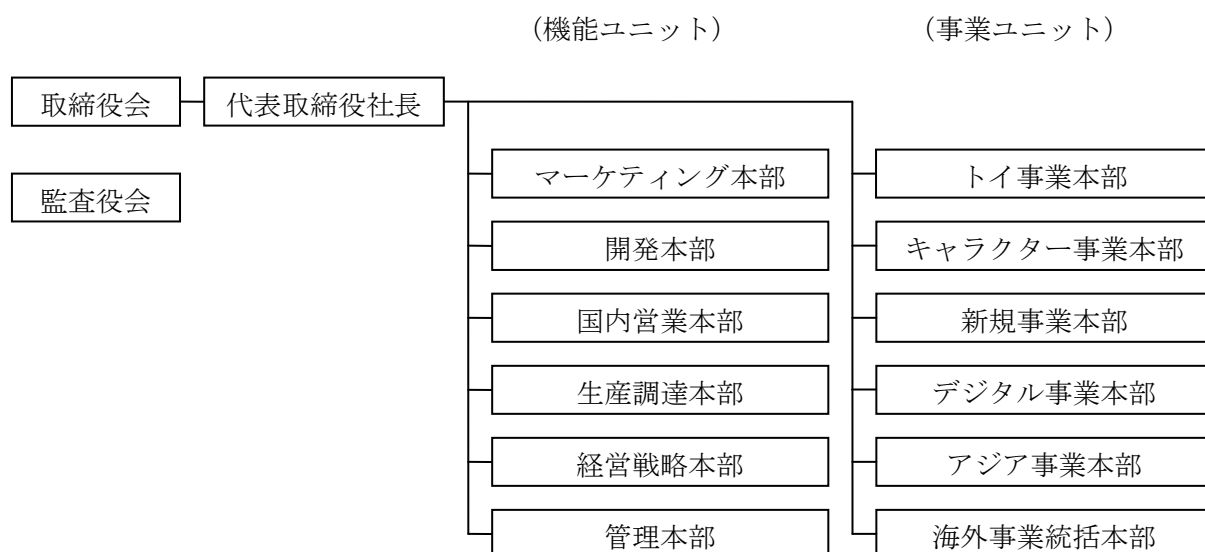 （機能ユニット）
（事業ユニット）
取締役会
代表取締役社長
監査役会
マーケティング本部
開発本部
国内営業本部
生産調達本部
経営戦略本部
管理本部
トイ事業本部
キャラクター事業本部
新規事業本部
デジタル事業本部
アジア事業本部
海外事業統括本部